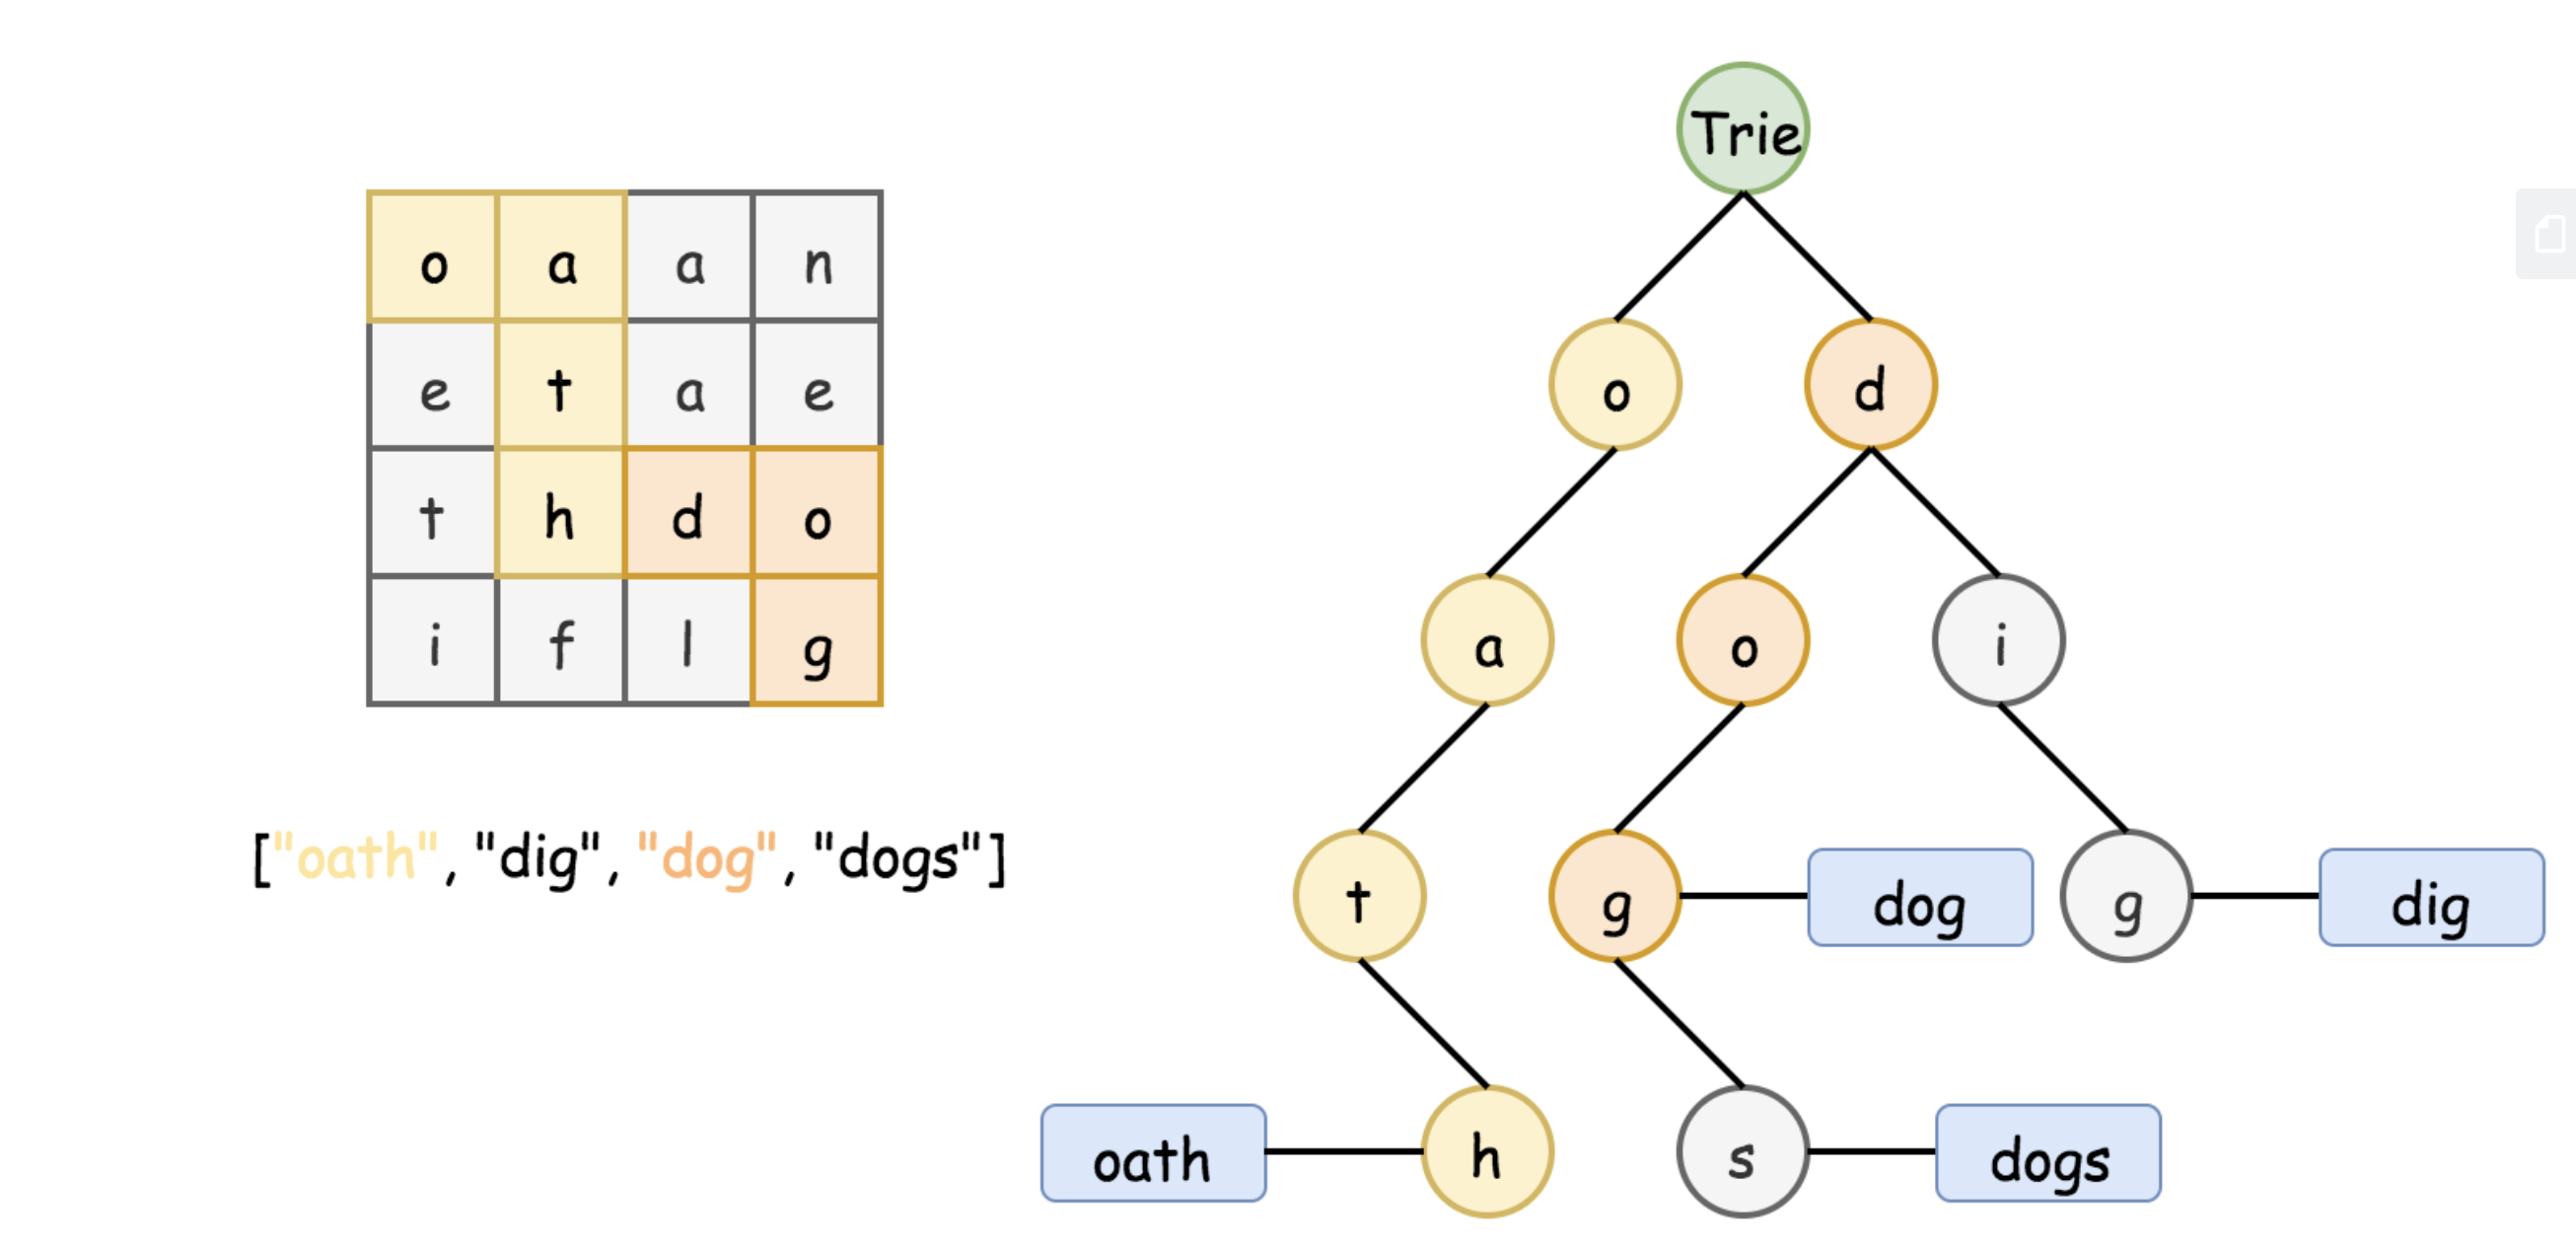 Trie
o a a n
e t a e
t h d o
i f l g
["oath", "dig", "dog", "dogs"]
o d
a o i
t g dog g dig
oath h s dogs